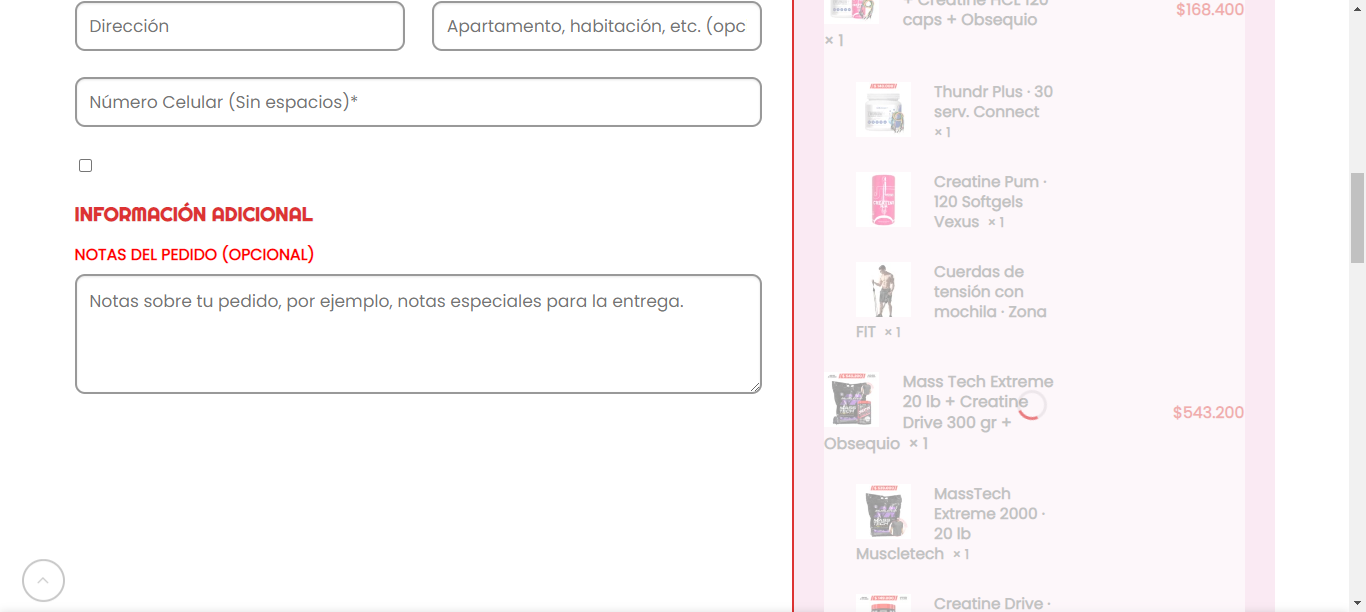 Dirección
Apartamento, habitación, etc. (opc
Número Celular (Sin espacios)*
INFORMACIÓN ADICIONAL
NOTAS DEL PEDIDO (OPCIONAL)
Notas sobre tu pedido, por ejemplo, notas especiales para la entrega.
+ Creatine HCL 120
caps + Obsequio
× 1
$168.400
Thundr Plus · 30
serv. Connect
× 1
Creatine Pum ·
120 Softgels
Vexus × 1
Cuerdas de
tensión con
mochila · Zona
FIT × 1
Mass Tech Extreme
20 lb + Creatine
Drive 300 gr +
Obsequio × 1
$543.200
MassTech
Extreme 2000 ·
20 lb
Muscletech × 1
Creatine Drive ·